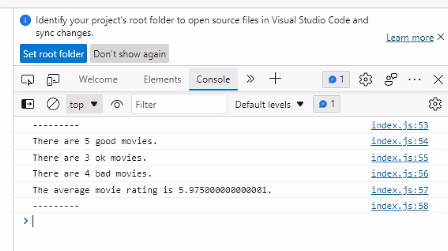 Identify your project's root folder to open source files in Visual Studio Code and
sync changes.
Learn more
Set root folder Don't show again
Welcome Elements Console 1
top Filter Default levels 1
--------- index.js:53
There are 5 good movies. index.js:54
There are 3 ok movies. index.js:55
There are 4 bad movies. index.js:56
The average movie rating is 5.975000000000001. index.js:57
--------- index.js:58